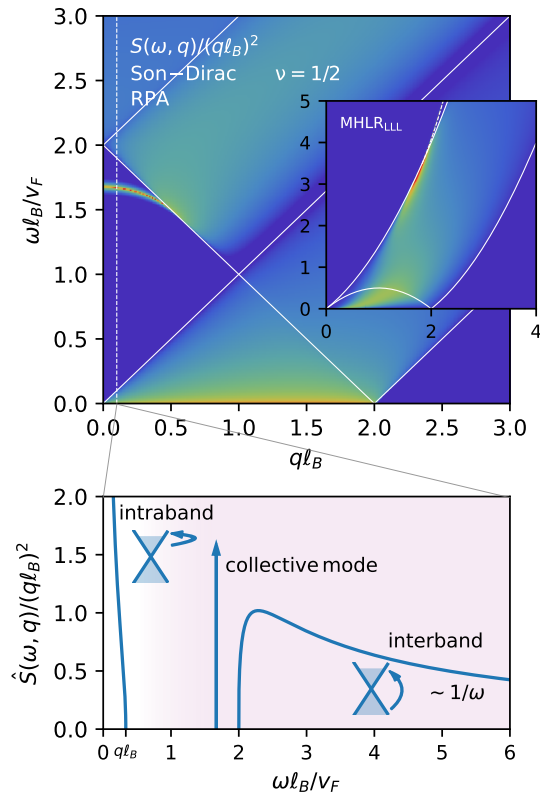 3.0
2.5
2.0
1.5
1.0
0.5
0.0
ωℓ_B/v_F
S(ω, q)/(qℓ_B)²
Son−Dirac ν = 1/2
RPA
MHLR_LLL
5
4
3
2
1
0
0 2 4
0.0 0.5 1.0 1.5 2.0 2.5 3.0
qℓ_B
2.0
1.5
1.0
0.5
0.0
Ŝ(ω, q)/(qℓ_B)²
intraband
collective mode
interband
~ 1/ω
0 qℓ_B 1 2 3 4 5 6
ωℓ_B/v_F